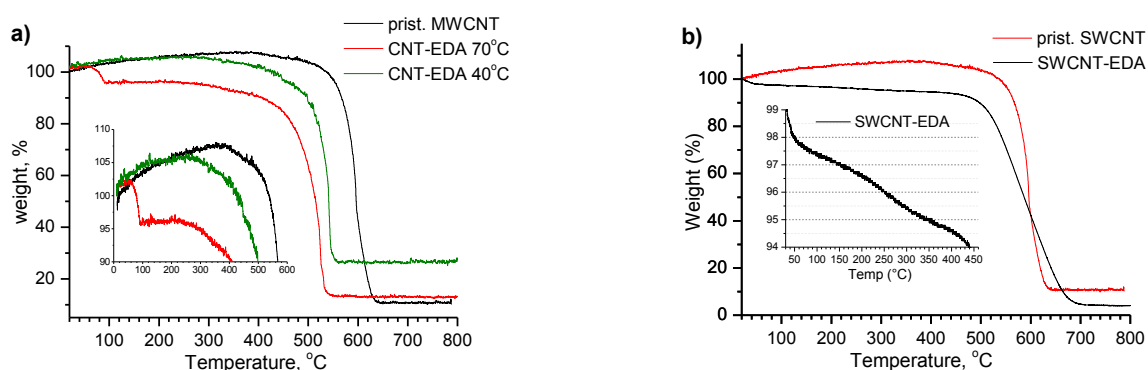 a)
prist. MWCNT
CNT-EDA 70°C
CNT-EDA 40°C
weight, %
100
80
60
40
20
110
105
100
95
90
0 100 200 300 400 500 600
100 200 300 400 500 600 700 800
Temperature, °C
b)
prist. SWCNT
SWCNT-EDA
Weight (%)
120
100
80
60
40
20
0
99
98
97
96
95
94
SWCNT-EDA
50 100 150 200 250 300 350 400 450
Temp (°C)
100 200 300 400 500 600 700 800
Temperature, °C